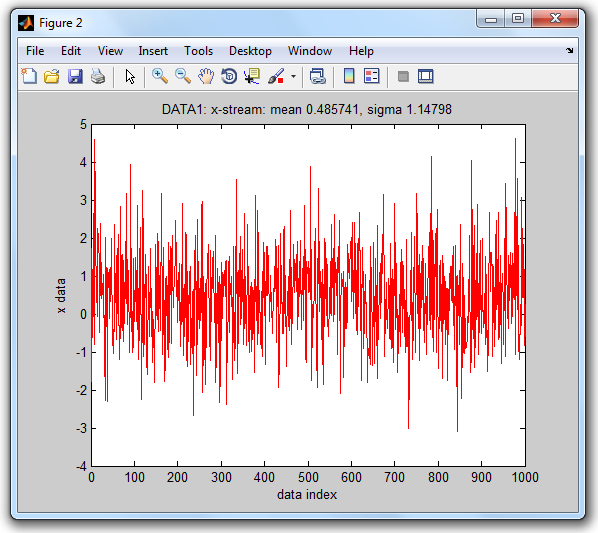 Figure 2
File Edit View Insert Tools Desktop Window Help
DATA1: x-stream: mean 0.485741, sigma 1.14798
5
4
3
2
1
0
-1
-2
-3
-4
x data
0 100 200 300 400 500 600 700 800 900 1000
data index